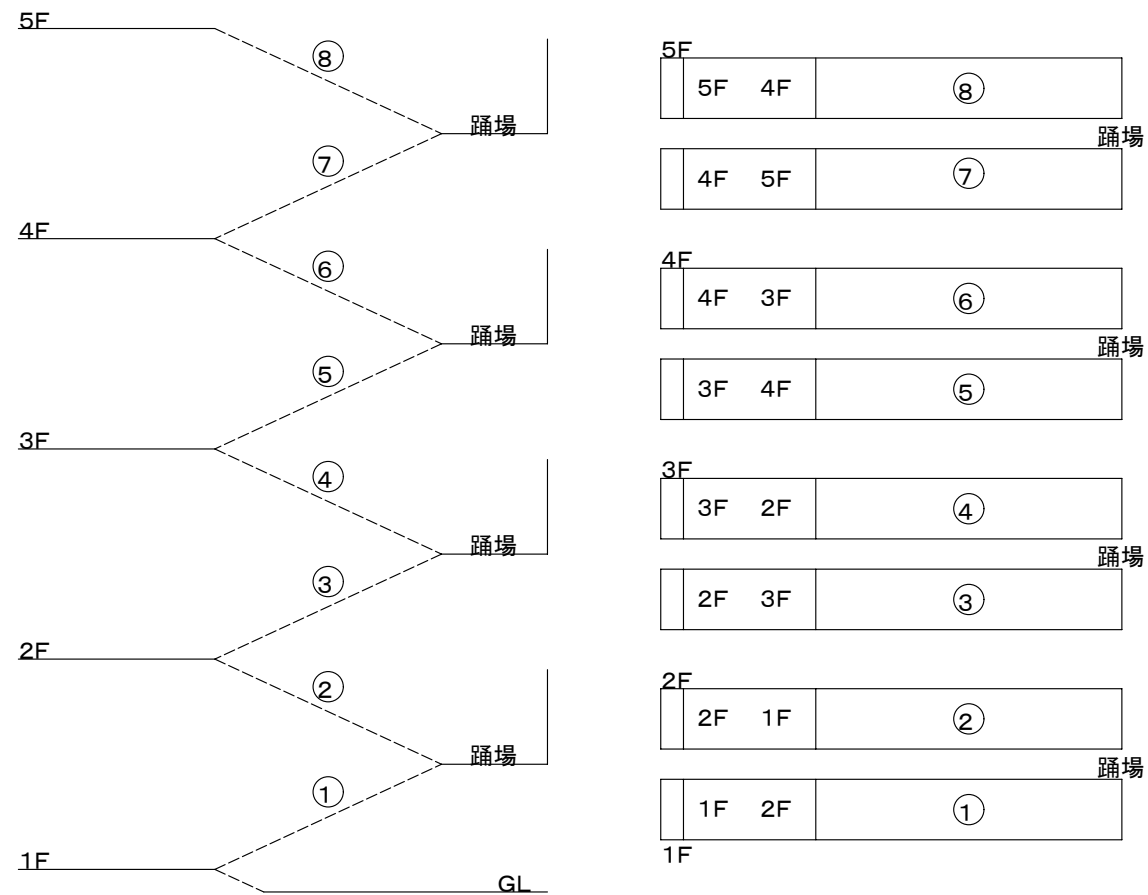 5F
⑧
踊場
⑦
4F
⑥
踊場
⑤
3F
④
踊場
③
2F
②
踊場
①
1F
GL
5F
5F 4F ⑧
踊場
4F 5F ⑦
4F
4F 3F ⑥
踊場
3F 4F ⑤
3F
3F 2F ④
踊場
2F 3F ③
2F
2F 1F ②
踊場
1F 2F ①
1F